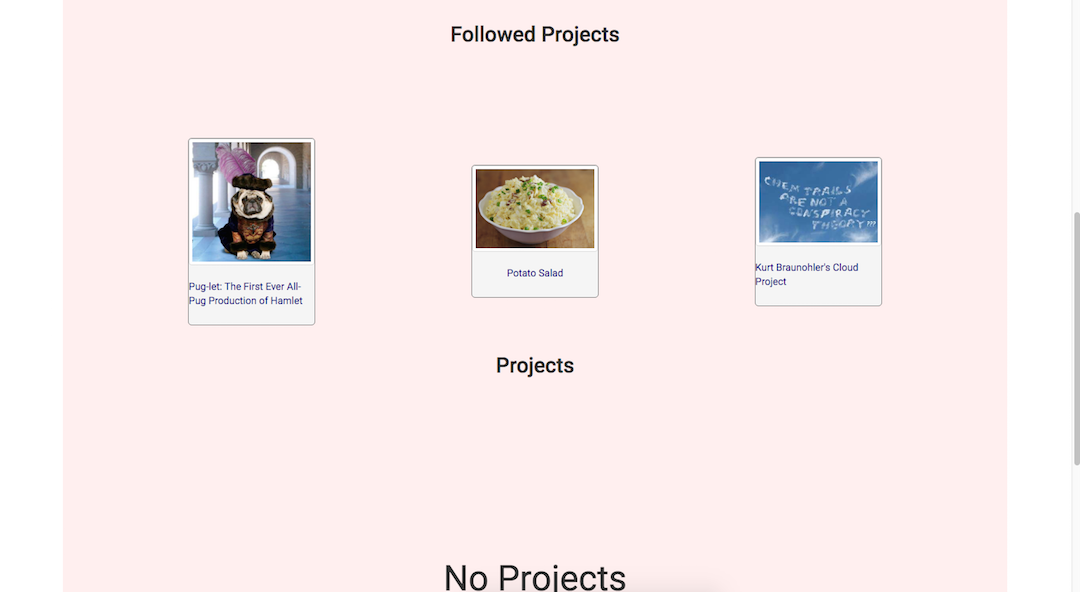 Followed Projects
CHEM TRAILS
ARE NOT A
CONSPIRACY
THEORY!!!
Pug-let: The First Ever All-
Pug Production of Hamlet
Potato Salad
Kurt Braunohler's Cloud
Project
Projects
No Projects